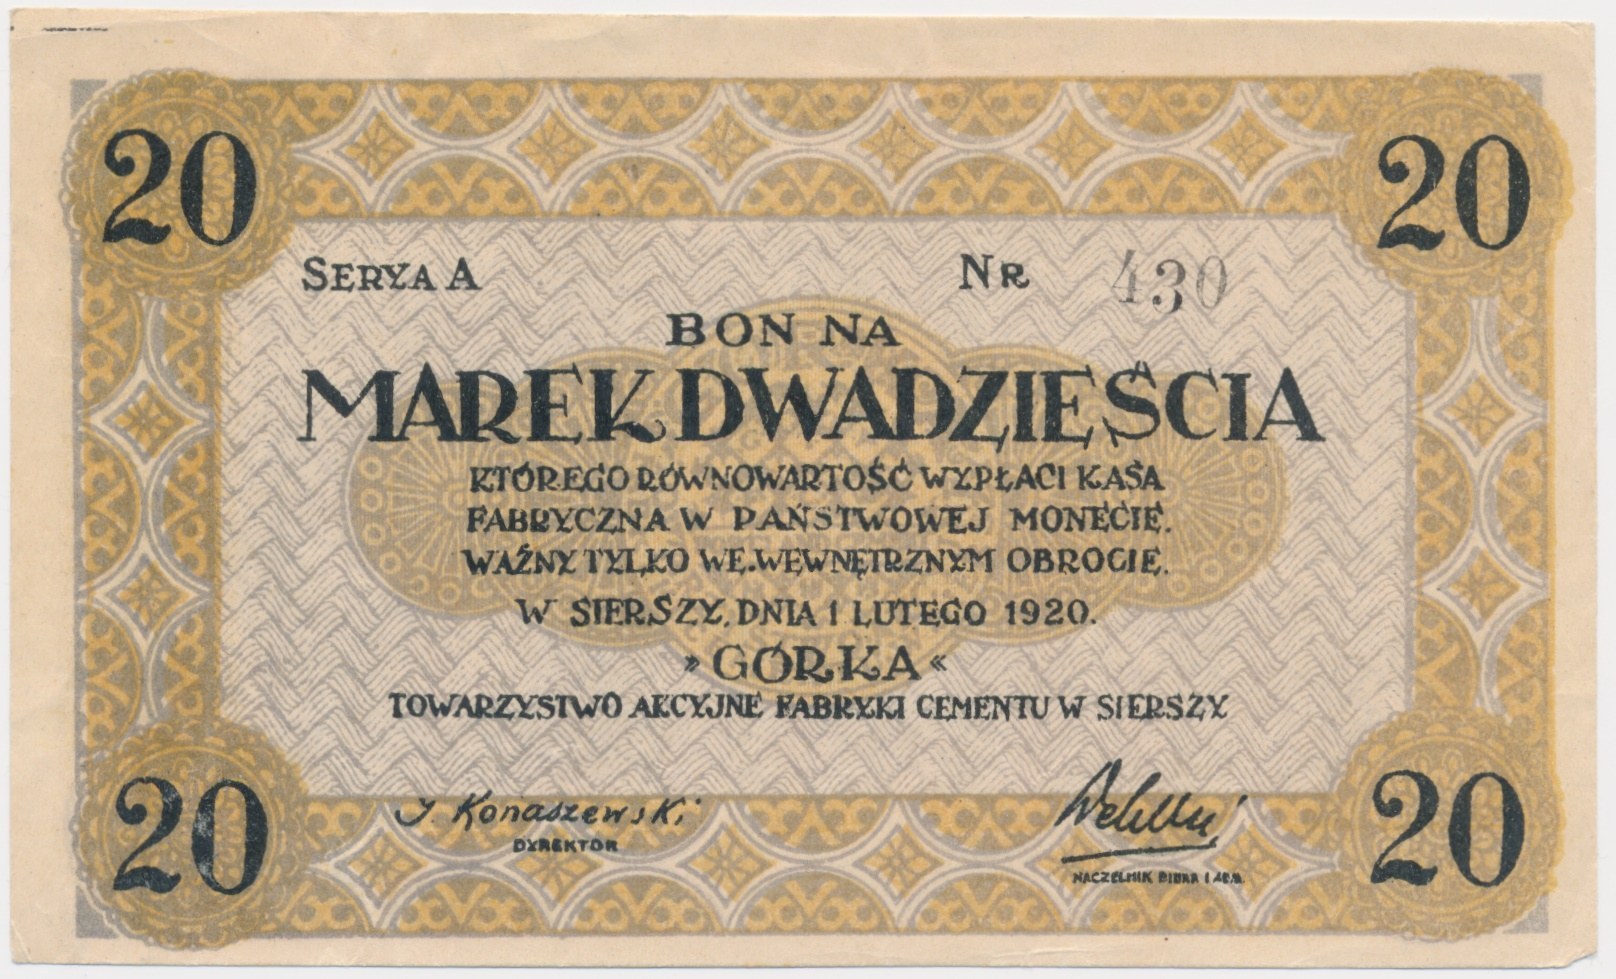 20 20
SERYA A NR 430
BON NA
MAREK DWADZIEŚCIA
KTÓREGO RÓWNOWARTOŚĆ WYPŁACI KASA
FABRYCZNA W PAŃSTWOWEJ MONECIE.
WAŻNY TYLKO WE.WEWNĘTRZNYM OBROCIE.
W SIERSZY, DNIA 1 LUTEGO 1920.
»GÓRKA«
TOWARZYSTWO AKCYJNE FABRYKI CEMENTU W SIERSZY
J Konaszewski
DYREKTOR
NACZELNIK BIURA I
20 20